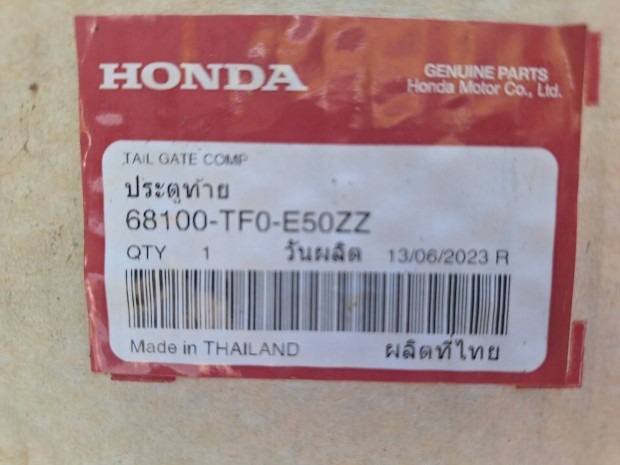 HONDA
GENUINE PARTS
Honda Motor Co., Ltd.
TAIL GATE COMP
ประตูท้าย
68100-TF0-E50ZZ
QTY 1 วันผลิต 13/06/2023 R
Made in THAILAND ผลิตที่ไทย